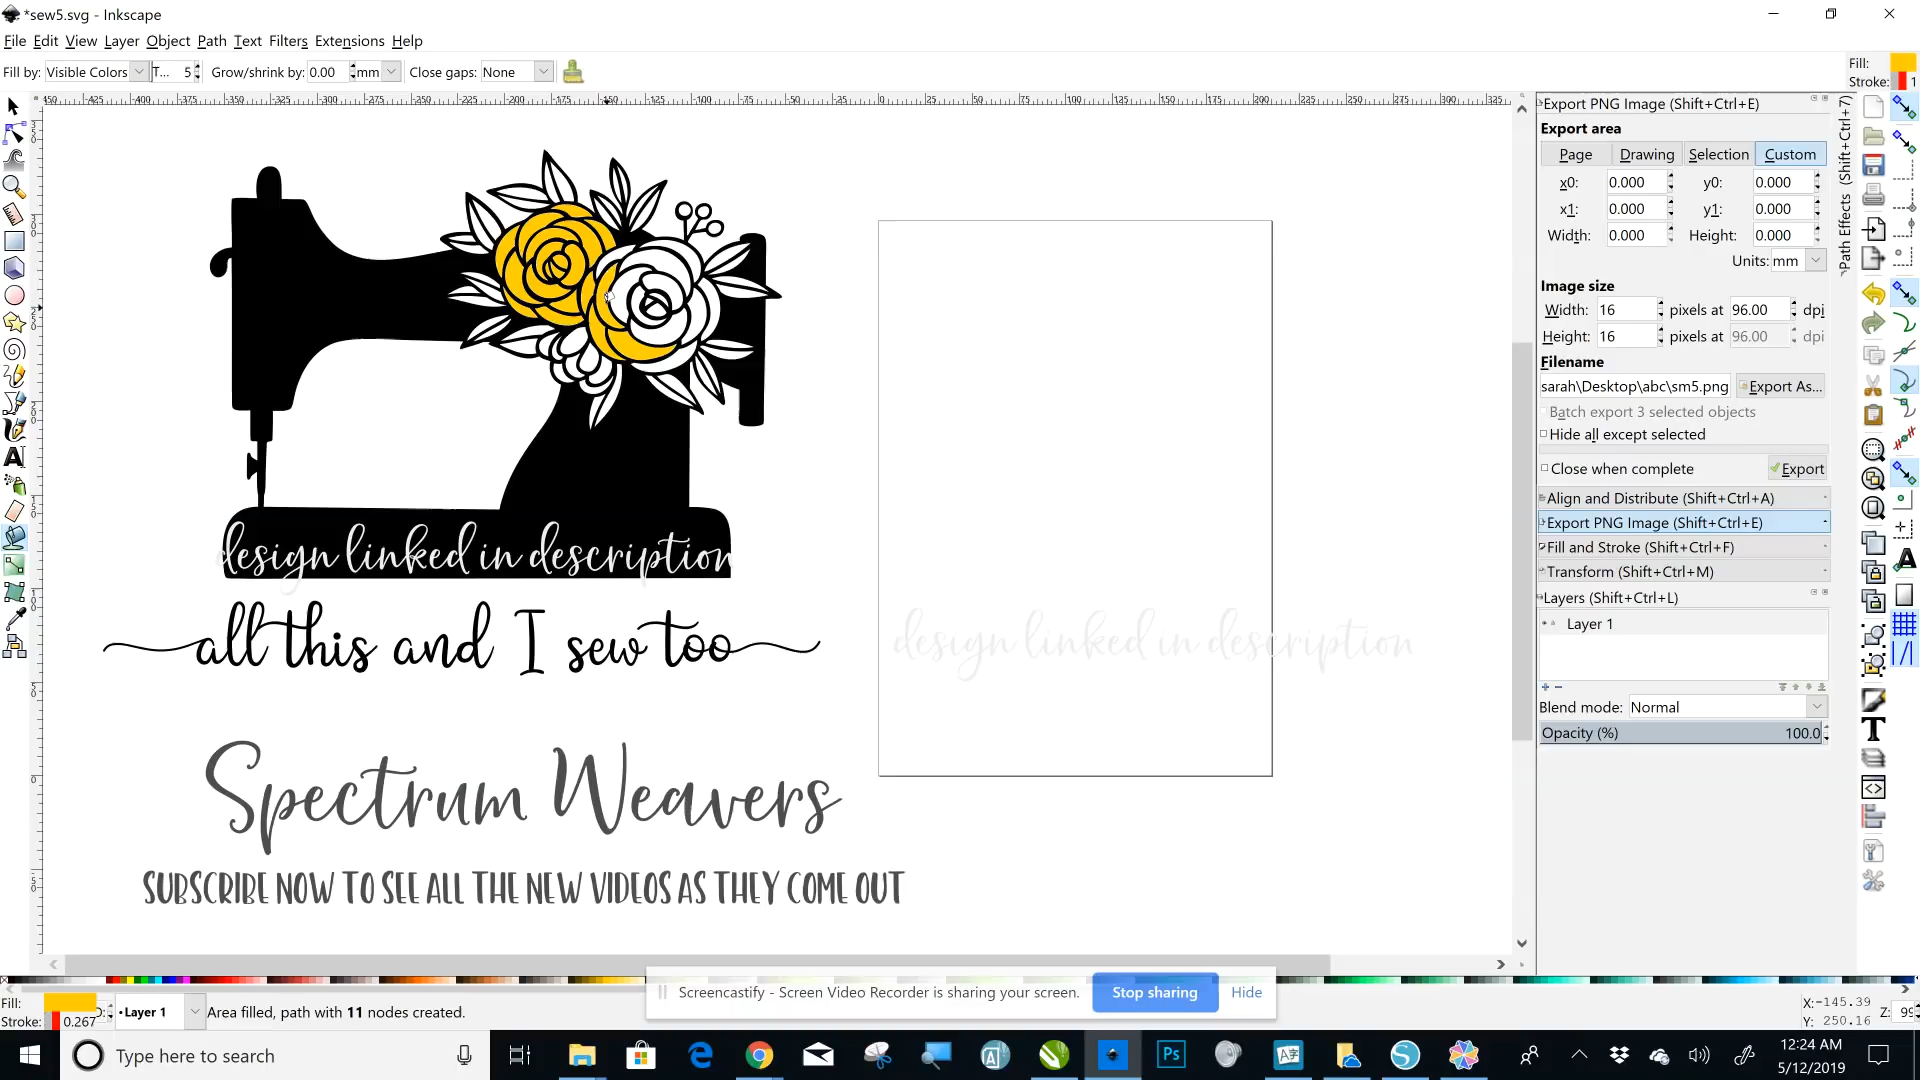 *sew5.svg - Inkscape
File Edit View Layer Object Path Text Filters Extensions Help
Fill by: Visible Colors T... 5 Grow/shrink by: 0.00 mm Close gaps: None
Fill:
Stroke: 1
Export PNG Image (Shift+Ctrl+E)
Path Effects (Shift+Ctrl+7)
Export area
Page Drawing Selection Custom
x0: 0.000 y0: 0.000
x1: 0.000 y1: 0.000
Width: 0.000 Height: 0.000
Units: mm
Image size
Width: 16 pixels at 96.00 dpi
Height: 16 pixels at 96.00 dpi
Filename
sarah\Desktop\abc\sm5.png Export As...
Batch export 3 selected objects
Hide all except selected
Close when complete Export
Align and Distribute (Shift+Ctrl+A)
Export PNG Image (Shift+Ctrl+E)
Fill and Stroke (Shift+Ctrl+F)
Transform (Shift+Ctrl+M)
Layers (Shift+Ctrl+L)
Layer 1
Blend mode: Normal
Opacity (%) 100.0
design linked in description
all this and I sew too
design linked in description
Spectrum Weavers
SUBSCRIBE NOW TO SEE ALL THE NEW VIDEOS AS THEY COME OUT
Screencastify - Screen Video Recorder is sharing your screen. Stop sharing Hide
Fill:
Stroke: 0.267
Layer 1 Area filled, path with 11 nodes created.
X: -145.39
Y: 250.16
Z: 99
Type here to search
12:24 AM
5/12/2019